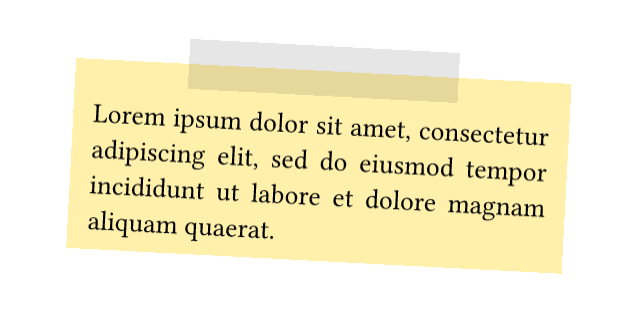 Lorem ipsum dolor sit amet, consectetur
adipiscing elit, sed do eiusmod tempor
incididunt ut labore et dolore magnam
aliquam quaerat.